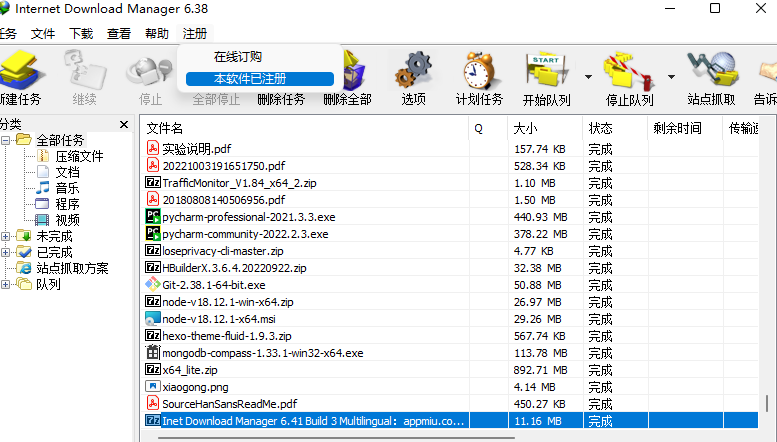 Internet Download Manager 6.38
任务 文件 下载 查看 帮助 注册
在线订购
本软件已注册
新建任务 继续 停止 全部停止 删除任务 删除全部 选项 计划任务 开始队列 停止队列 站点抓取 告诉
START
分类
全部任务
压缩文件
文档
音乐
程序
视频
未完成
已完成
站点抓取方案
队列
文件名 Q 大小 状态 剩余时间 传输速
实验说明.pdf 157.74 KB 完成
20221003191651750.pdf 528.34 KB 完成
TrafficMonitor_V1.84_x64_2.zip 1.10 MB 完成
20180808140506956.pdf 1.50 MB 完成
pycharm-professional-2021.3.3.exe 440.93 MB 完成
pycharm-community-2022.2.3.exe 378.22 MB 完成
loseprivacy-cli-master.zip 4.77 KB 完成
HBuilderX.3.6.4.20220922.zip 32.38 MB 完成
Git-2.38.1-64-bit.exe 50.88 MB 完成
node-v18.12.1-win-x64.zip 26.97 MB 完成
node-v18.12.1-x64.msi 29.26 MB 完成
hexo-theme-fluid-1.9.3.zip 567.74 KB 完成
mongodb-compass-1.33.1-win32-x64.exe 113.78 MB 完成
x64_lite.zip 892.71 MB 完成
xiaogong.png 4.14 MB 完成
SourceHanSansReadMe.pdf 450.27 KB 完成
Inet Download Manager 6.41 Build 3 Multilingual：appmiu.co... 11.16 MB 完成